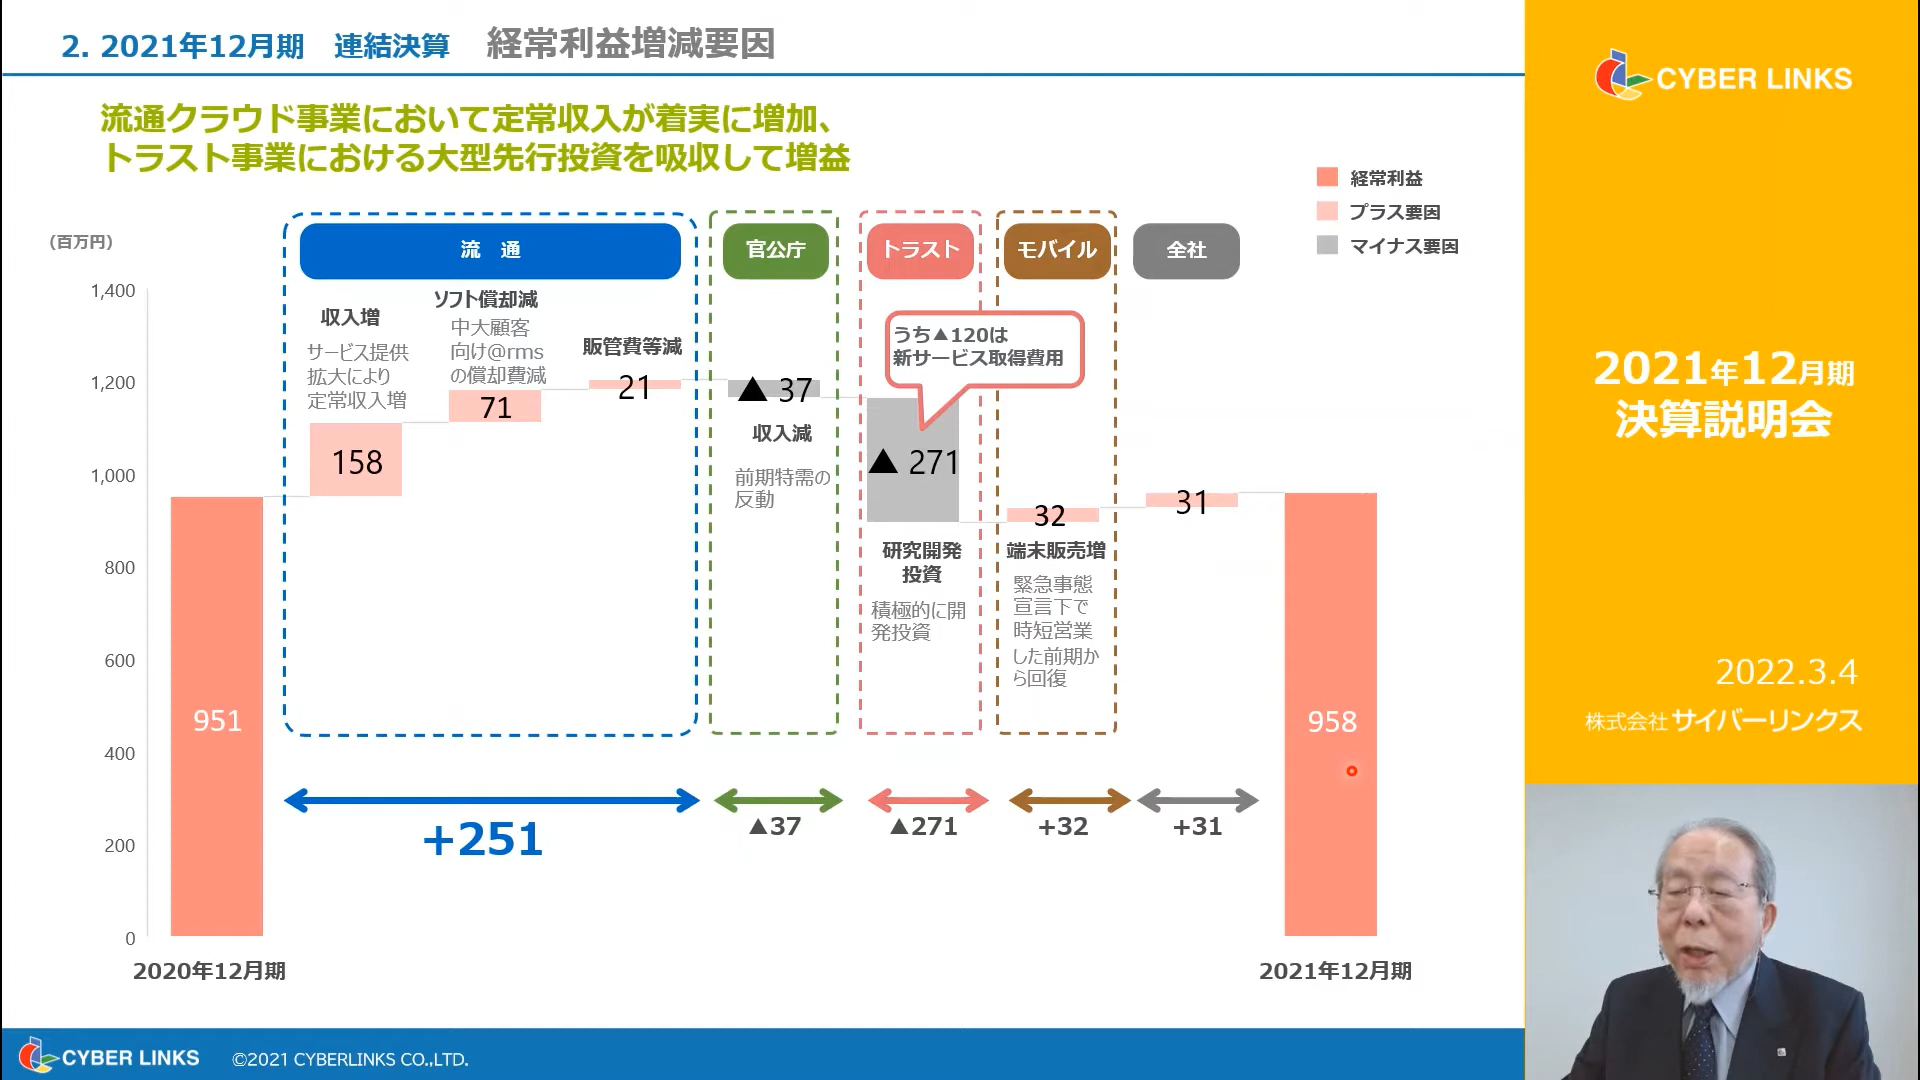 2. 2021年12月期　連結決算　経常利益増減要因
流通クラウド事業において定常収入が着実に増加、
トラスト事業における大型先行投資を吸収して増益
経常利益
プラス要因
マイナス要因
(百万円)
1,400
1,200
1,000
800
600
400
200
0
流　通
官公庁
トラスト
モバイル
全社
収入増
サービス提供
拡大により
定常収入増
158
ソフト償却減
中大顧客
向け@rms
の償却費減
71
販管費等減
21
▲ 37
収入減
前期特需の
反動
うち▲120は
新サービス取得費用
▲ 271
研究開発
投資
積極的に開
発投資
32
端末販売増
緊急事態
宣言下で
時短営業
した前期か
ら回復
31
951
958
+251
▲37
▲271
+32
+31
2020年12月期
2021年12月期
CYBER LINKS
©2021 CYBERLINKS CO.,LTD.
CYBER LINKS
2021年12月期
決算説明会
2022.3.4
株式会社サイバーリンクス